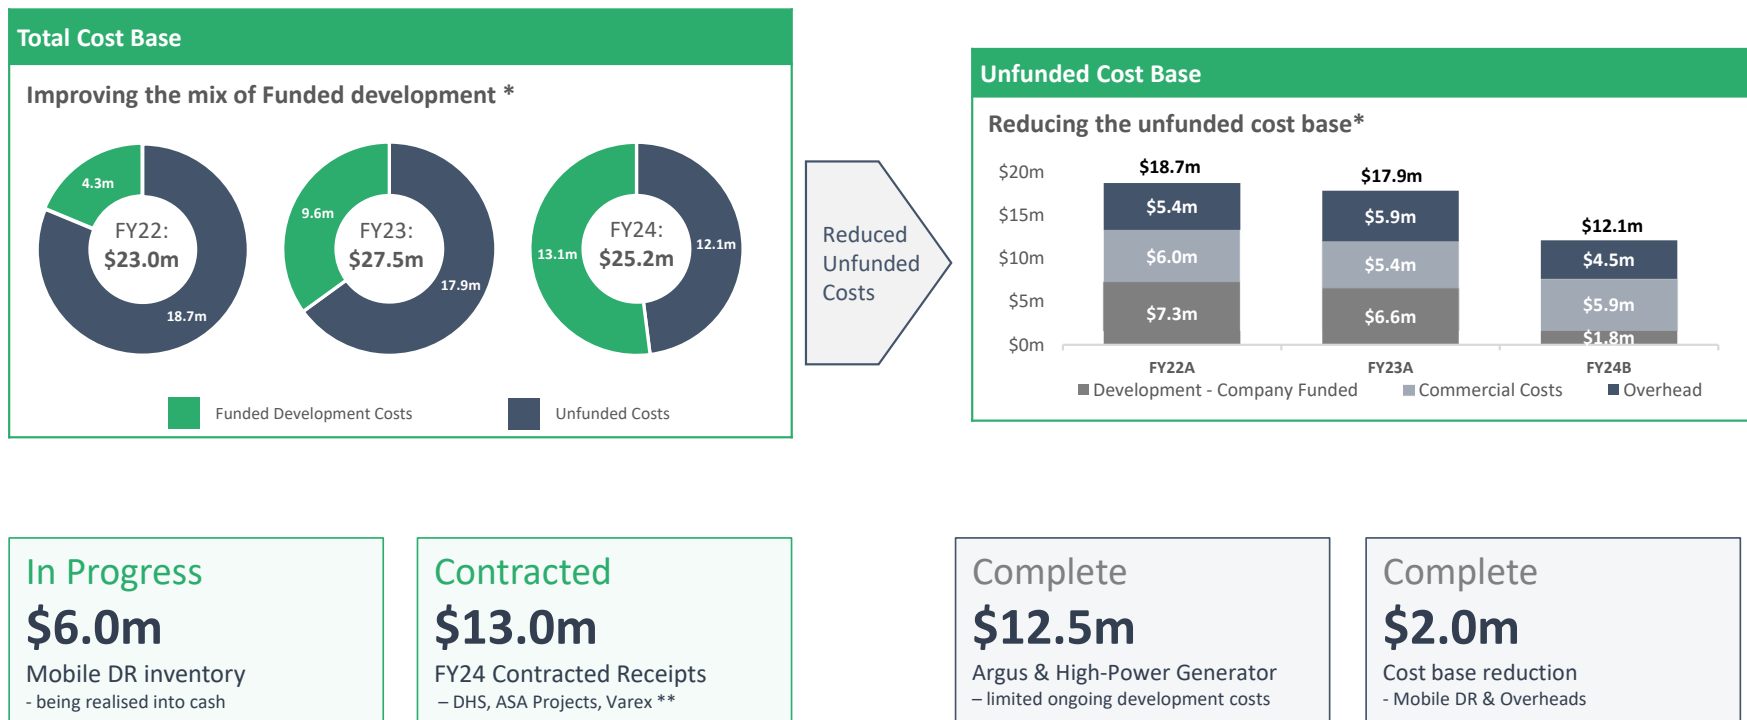 Total Cost Base
Improving the mix of Funded development *
4.3m
FY22:
$23.0m
18.7m
9.6m
FY23:
$27.5m
17.9m
13.1m
FY24:
$25.2m
12.1m
Funded Development Costs
Unfunded Costs
Reduced
Unfunded
Costs
Unfunded Cost Base
Reducing the unfunded cost base*
$20m
$15m
$10m
$5m
$0m
$18.7m
$5.4m
$6.0m
$7.3m
$17.9m
$5.9m
$5.4m
$6.6m
$12.1m
$4.5m
$5.9m
$1.8m
FY22A
FY23A
FY24B
Development - Company Funded
Commercial Costs
Overhead
In Progress
$6.0m
Mobile DR inventory
- being realised into cash
Contracted
$13.0m
FY24 Contracted Receipts
– DHS, ASA Projects, Varex **
Complete
$12.5m
Argus & High-Power Generator
– limited ongoing development costs
Complete
$2.0m
Cost base reduction
- Mobile DR & Overheads